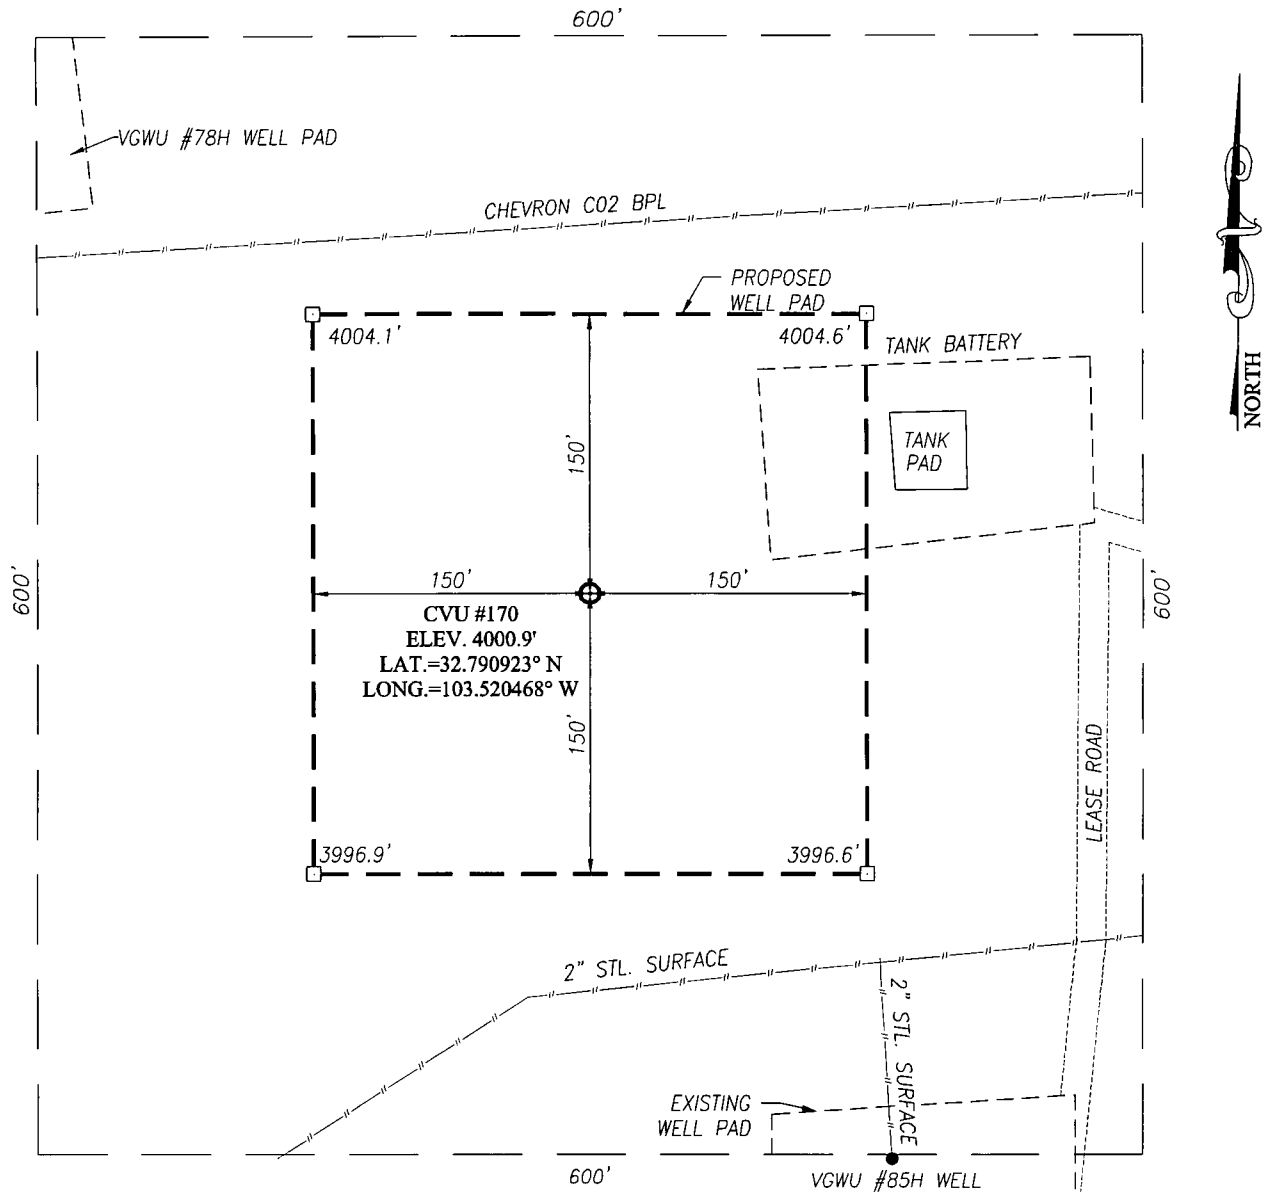 600'
VGWU #78H WELL PAD
CHEVRON CO2 BPL
PROPOSED
WELL PAD
4004.1'
4004.6'
TANK BATTERY
NORTH
TANK
PAD
150'
150'
150'
600'
600'
CVU #170
ELEV. 4000.9'
LAT.=32.790923° N
LONG.=103.520468° W
150'
LEASE ROAD
3996.9'
3996.6'
2" STL. SURFACE
2" STL. SURFACE
EXISTING
WELL PAD
600'
VGWU #85H WELL